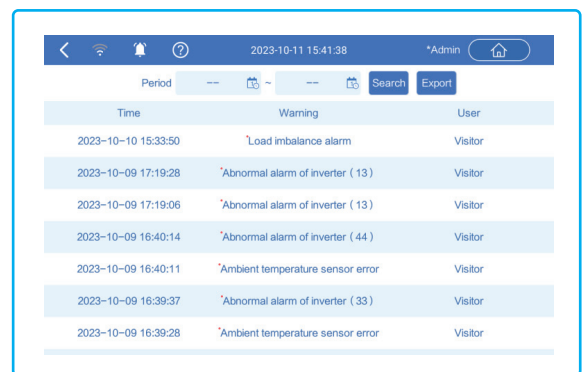 2023-10-11 15:41:38 *Admin
Period -- ~ -- Search Export
Time Warning User
2023-10-10 15:33:50 *Load imbalance alarm Visitor
2023-10-09 17:19:28 *Abnormal alarm of inverter (13) Visitor
2023-10-09 17:19:06 *Abnormal alarm of inverter (13) Visitor
2023-10-09 16:40:14 *Abnormal alarm of inverter (44) Visitor
2023-10-09 16:40:11 *Ambient temperature sensor error Visitor
2023-10-09 16:39:37 *Abnormal alarm of inverter (33) Visitor
2023-10-09 16:39:28 *Ambient temperature sensor error Visitor